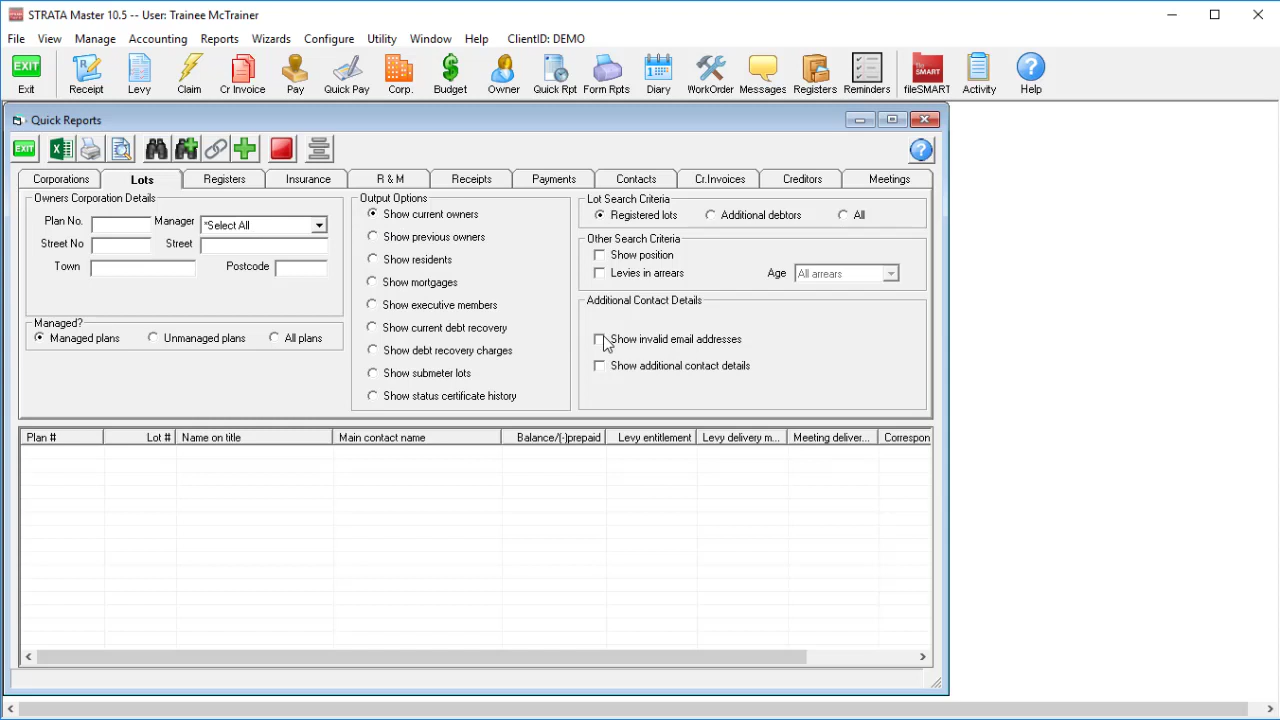 STRATA Master 10.5 -- User: Trainee McTrainer
File View Manage Accounting Reports Wizards Configure Utility Window Help ClientID: DEMO
EXIT
SMART
Exit Receipt Levy Claim Cr Invoice Pay Quick Pay Corp. Budget Owner Quick Rpt Form Rpts Diary WorkOrder Messages Registers Reminders fileSMART Activity Help
Quick Reports
EXIT
Corporations Lots Registers Insurance R & M Receipts Payments Contacts Cr.Invoices Creditors Meetings
Owners Corporation Details
Plan No. Manager *Select All
Street No Street
Town Postcode
Managed?
Managed plans Unmanaged plans All plans
Output Options
Show current owners
Show previous owners
Show residents
Show mortgages
Show executive members
Show current debt recovery
Show debt recovery charges
Show submeter lots
Show status certificate history
Lot Search Criteria
Registered lots Additional debtors All
Other Search Criteria
Show position
Levies in arrears Age All arrears
Additional Contact Details
Show invalid email addresses
Show additional contact details
Plan # Lot # Name on title Main contact name Balance/(-)prepaid Levy entitlement Levy delivery m... Meeting deliver... Correspon